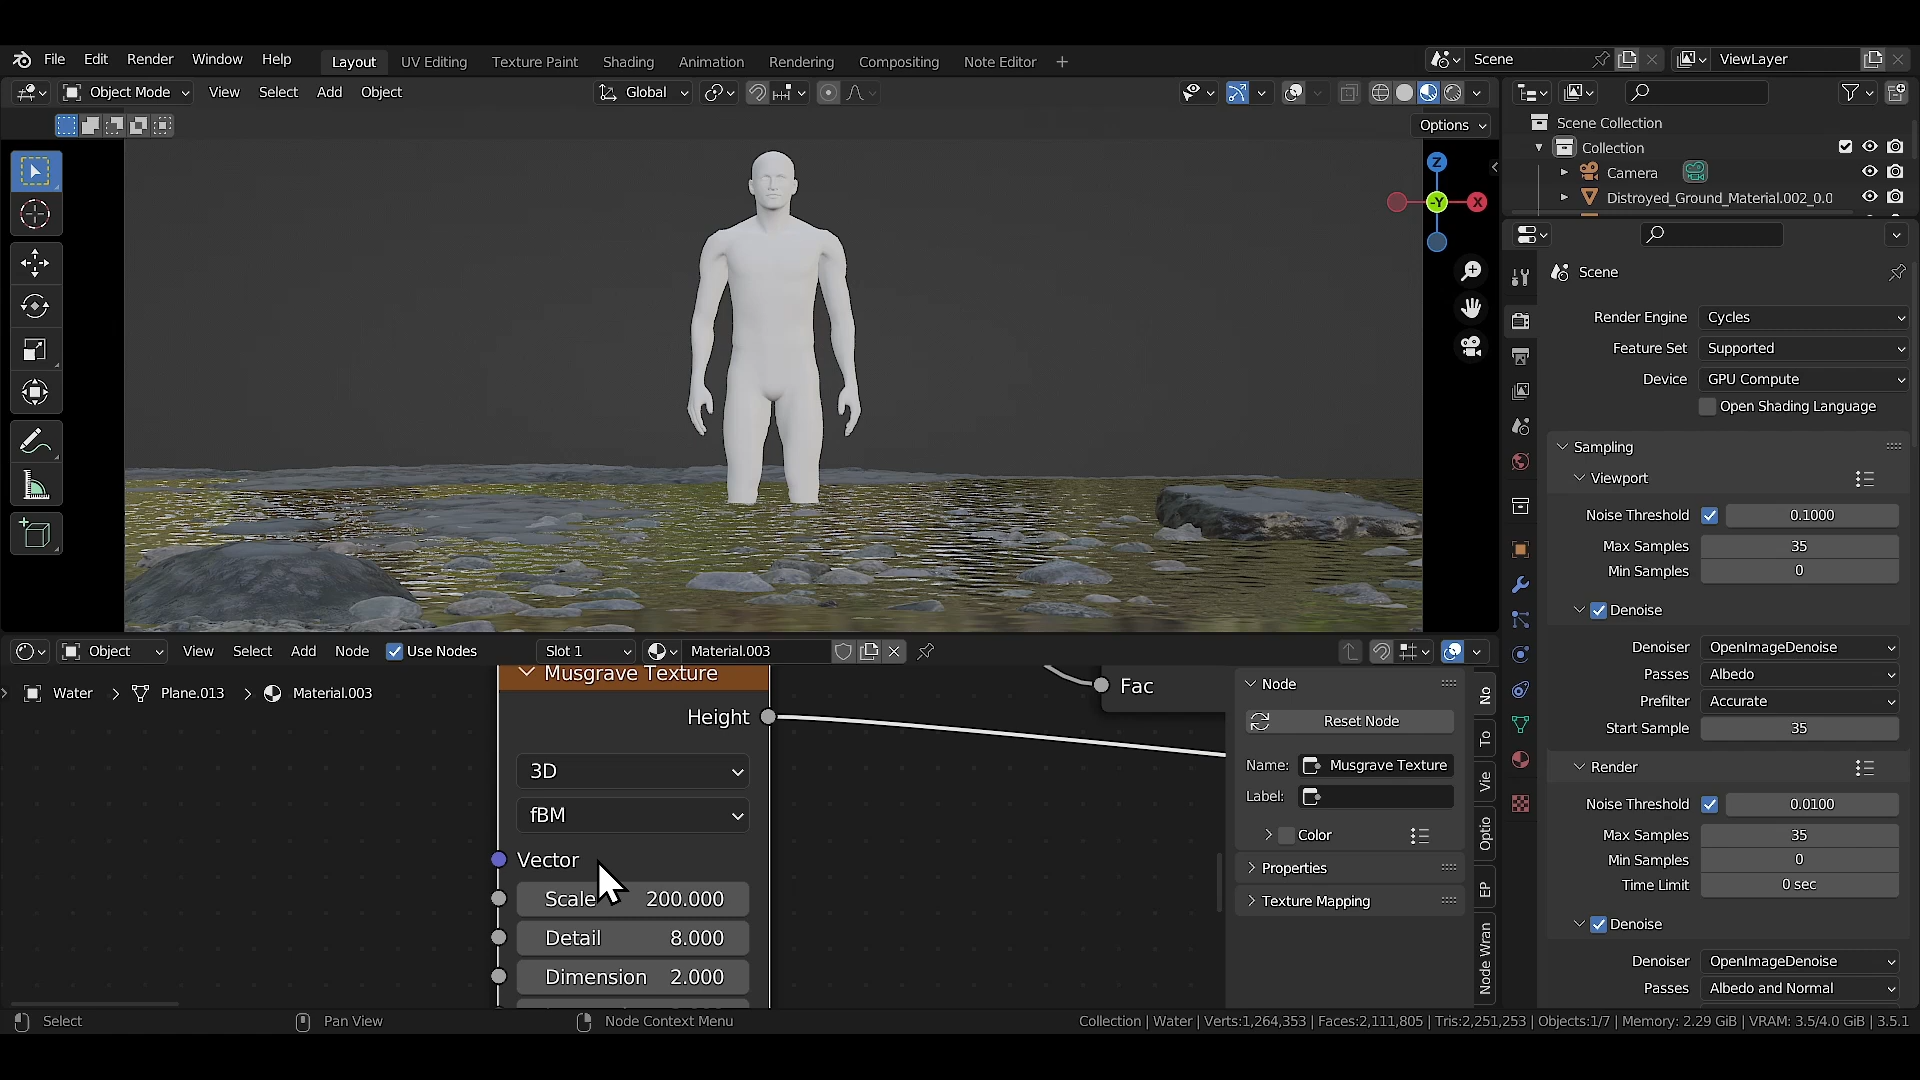 File Edit Render Window Help Layout UV Editing Texture Paint Shading Animation Rendering Compositing Note Editor + Scene ViewLayer
Object Mode View Select Add Object Global
Options
Z
-Y X
Scene Collection
Collection
Camera
Distroyed_Ground_Material.002_0.0
Scene
Render Engine Cycles
Feature Set Supported
Device GPU Compute
Open Shading Language
Sampling
Viewport
Noise Threshold 0.1000
Max Samples 35
Min Samples 0
Denoise
Denoiser OpenImageDenoise
Passes Albedo
Prefilter Accurate
Start Sample 35
Render
Noise Threshold 0.0100
Max Samples 35
Min Samples 0
Time Limit 0 sec
Denoise
Denoiser OpenImageDenoise
Passes Albedo and Normal
Object View Select Add Node Use Nodes Slot 1 Material.003
Water > Plane.013 > Material.003
Musgrave Texture
Height
3D
fBM
Vector
Scale 200.000
Detail 8.000
Dimension 2.000
Fac
Node
Reset Node
Name: Musgrave Texture
Label:
Color
Properties
Texture Mapping
No
To
Vie
Optio
EP
Node Wran
Select Pan View Node Context Menu
Collection | Water | Verts:1,264,353 | Faces:2,111,805 | Tris:2,251,253 | Objects:1/7 | Memory: 2.29 GiB | VRAM: 3.5/4.0 GiB | 3.5.1